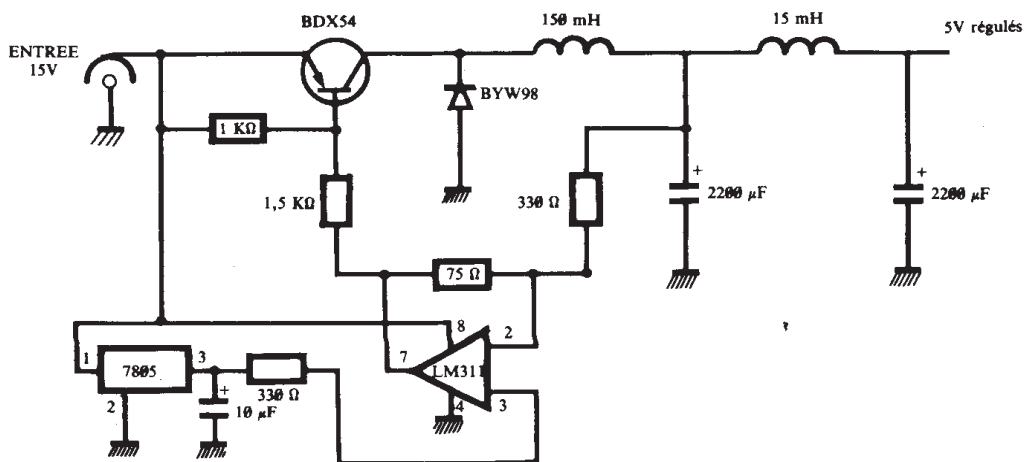 BDX54
150 mH
15 mH
5V régulés
ENTREE
15V
BYW98
1 KΩ
1,5 KΩ
330 Ω
+
2200 µF
+
2200 µF
75 Ω
8
2
7
LM311
4
3
1
7805
3
2
330 Ω
+
10 µF